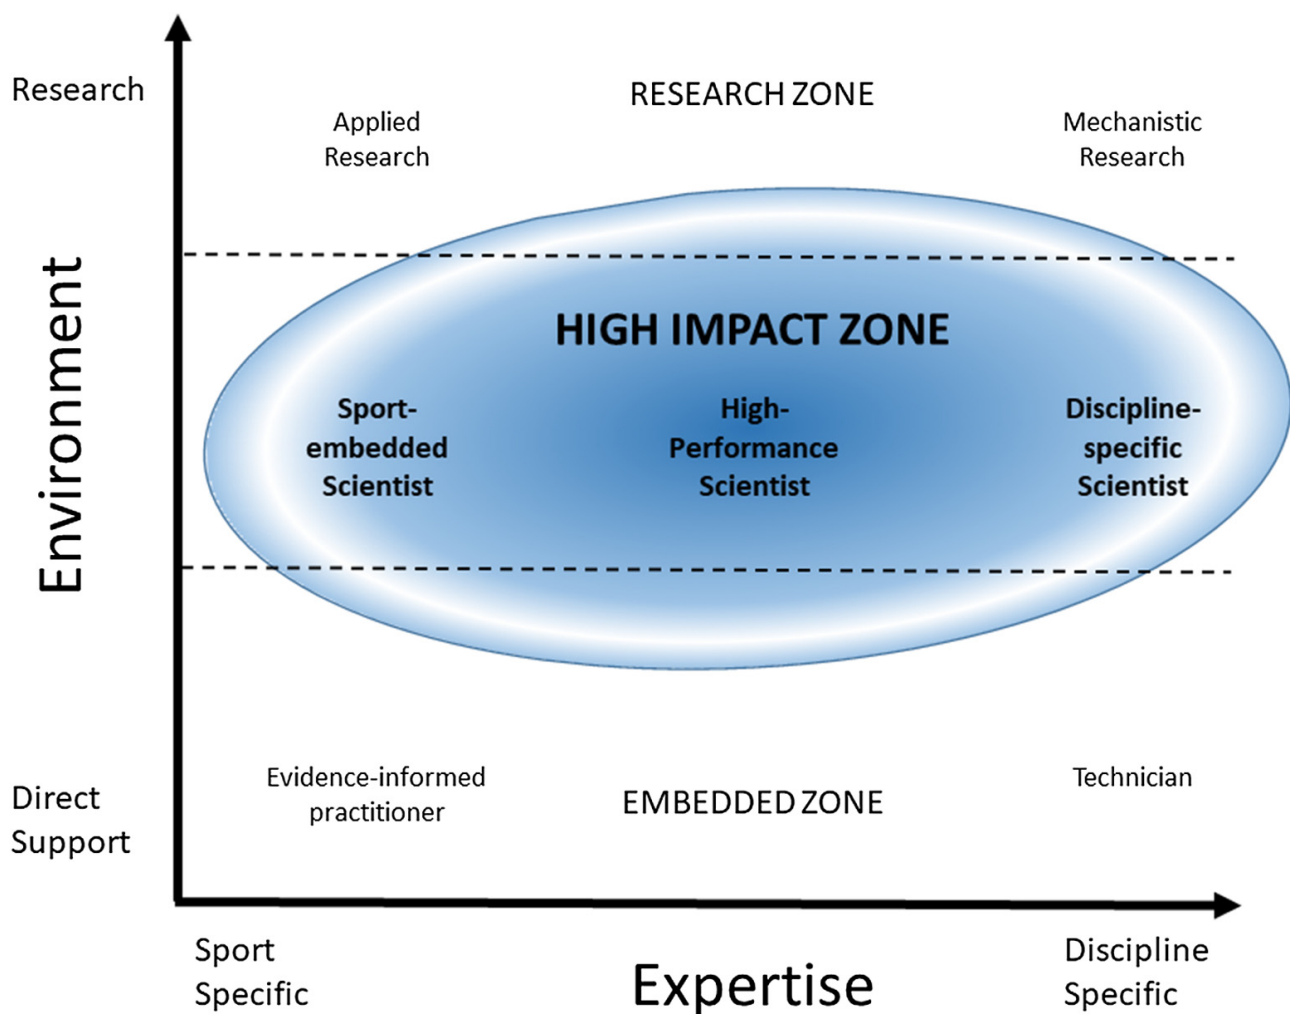 Research
RESEARCH ZONE
Applied
Research
Mechanistic
Research
Environment
HIGH IMPACT ZONE
Sport-
embedded
Scientist
High-
Performance
Scientist
Discipline-
specific
Scientist
Direct
Support
Evidence-informed
practitioner
EMBEDDED ZONE
Technician
Sport
Specific
Expertise
Discipline
Specific